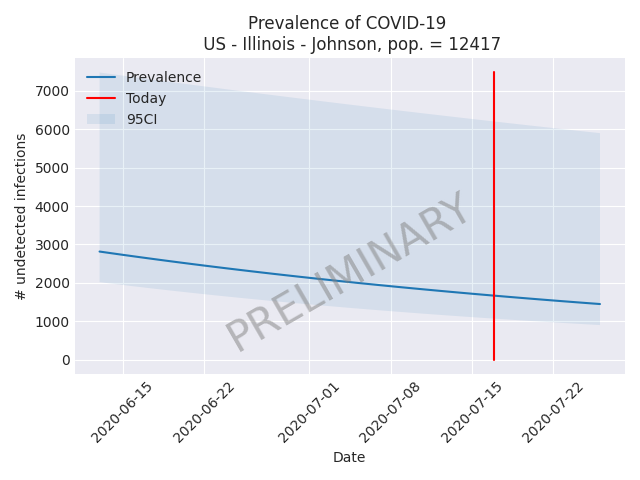 Prevalence of COVID-19
US - Illinois - Johnson, pop. = 12417
Prevalence
Today
95CI
# undetected infections
7000
6000
5000
4000
3000
2000
1000
0
PRELIMINARY
2020-06-15
2020-06-22
2020-07-01
2020-07-08
2020-07-15
2020-07-22
Date